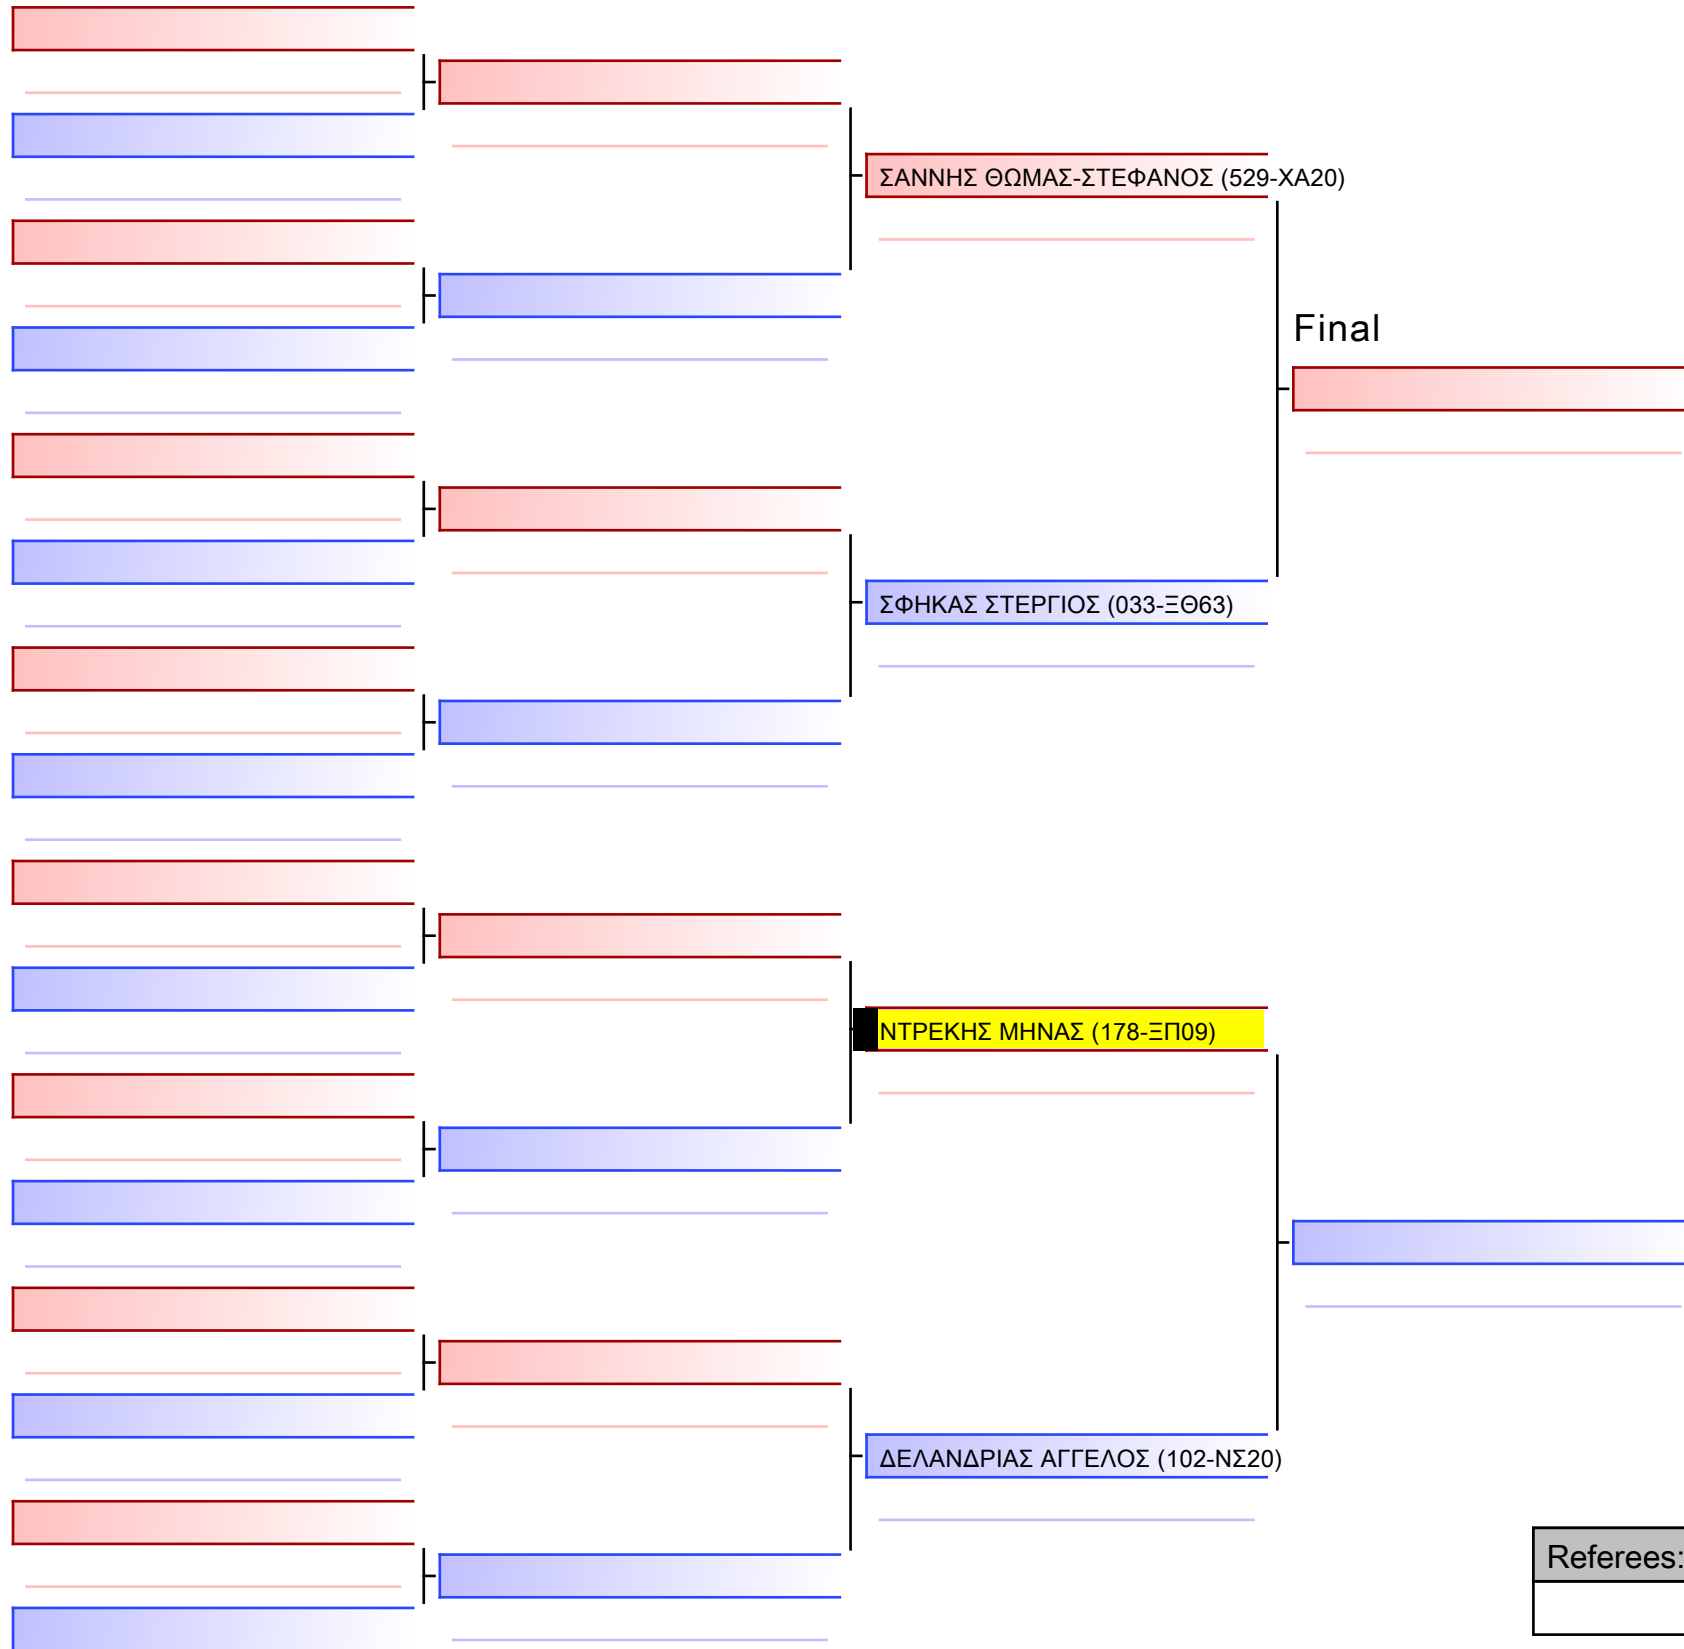 ΣΑΝΝΗΣ ΘΩΜΑΣ-ΣΤΕΦΑΝΟΣ (529-ΧΑ20)
Final
ΣΦΗΚΑΣ ΣΤΕΡΓΙΟΣ (033-ΞΘ63)
ΝΤΡΕΚΗΣ ΜΗΝΑΣ (178-ΞΠ09)
ΔΕΛΑΝΔΡΙΑΣ ΑΓΓΕΛΟΣ (102-ΝΣ20)
Referees: